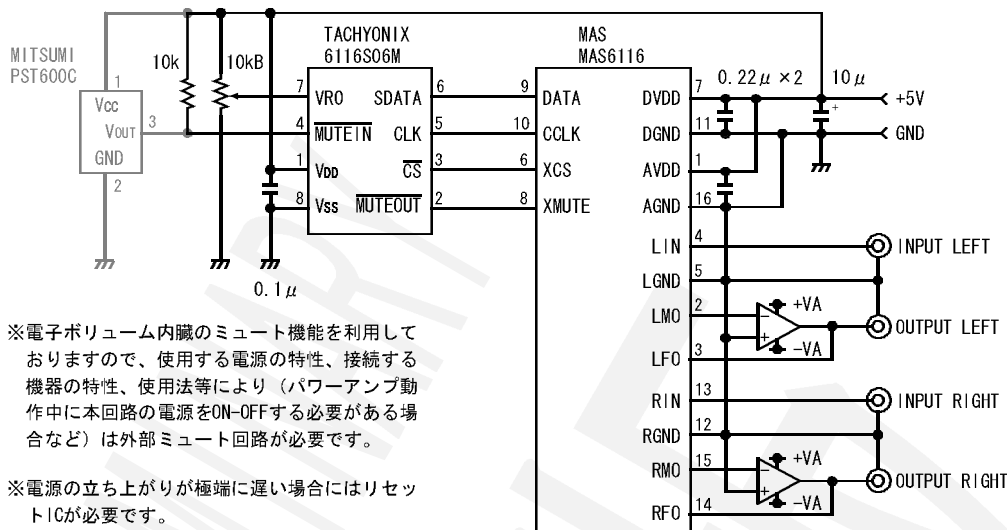 MITSUMI
PST600C
1
Vcc
VOUT
3
GND
2
10k
10kB
TACHYONIX
6116S06M
7
VRO
SDATA
6
4
MUTEIN
CLK
5
1
VDD
CS
3
8
VSS
MUTEOUT
2
0.1μ
MAS
MAS6116
9
DATA
DVDD
7
10
CCLK
DGND
11
6
XCS
AVDD
1
8
XMUTE
AGND
16
LIN
4
LGND
5
LMO
2
LFO
3
RIN
13
RGND
12
RMO
15
RFO
14
0.22μ×2
10μ
+
+5V
GND
INPUT LEFT
+VA
-
+
-VA
OUTPUT LEFT
INPUT RIGHT
+VA
-
+
-VA
OUTPUT RIGHT
※電子ボリューム内臓のミュート機能を利用して
おりますので、使用する電源の特性、接続する
機器の特性、使用法等により（パワーアンプ動
作中に本回路の電源をON-OFFする必要がある場
合など）は外部ミュート回路が必要です。
※電源の立ち上がりが極端に遅い場合にはリセッ
トICが必要です。